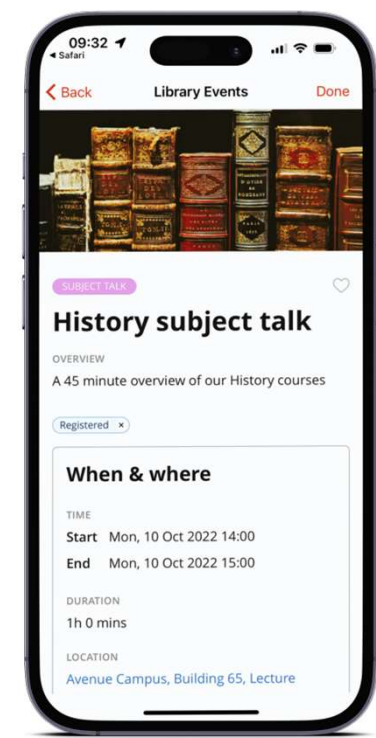 09:32
◂ Safari
Back Library Events Done
SUBJECT TALK
History subject talk
OVERVIEW
A 45 minute overview of our History courses
Registered ×
When & where
TIME
Start Mon, 10 Oct 2022 14:00
End Mon, 10 Oct 2022 15:00
DURATION
1h 0 mins
LOCATION
Avenue Campus, Building 65, Lecture